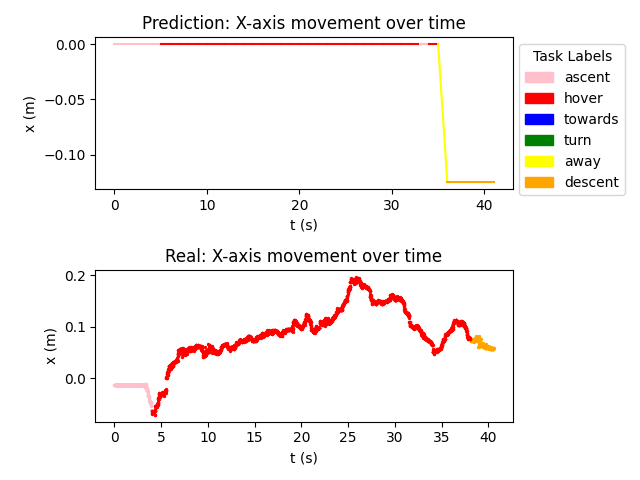 Prediction: X-axis movement over time
0.00
−0.05
−0.10
x (m)
0 10 20 30 40
t (s)
Task Labels
ascent
hover
towards
turn
away
descent
Real: X-axis movement over time
0.2
0.1
0.0
x (m)
0 5 10 15 20 25 30 35 40
t (s)